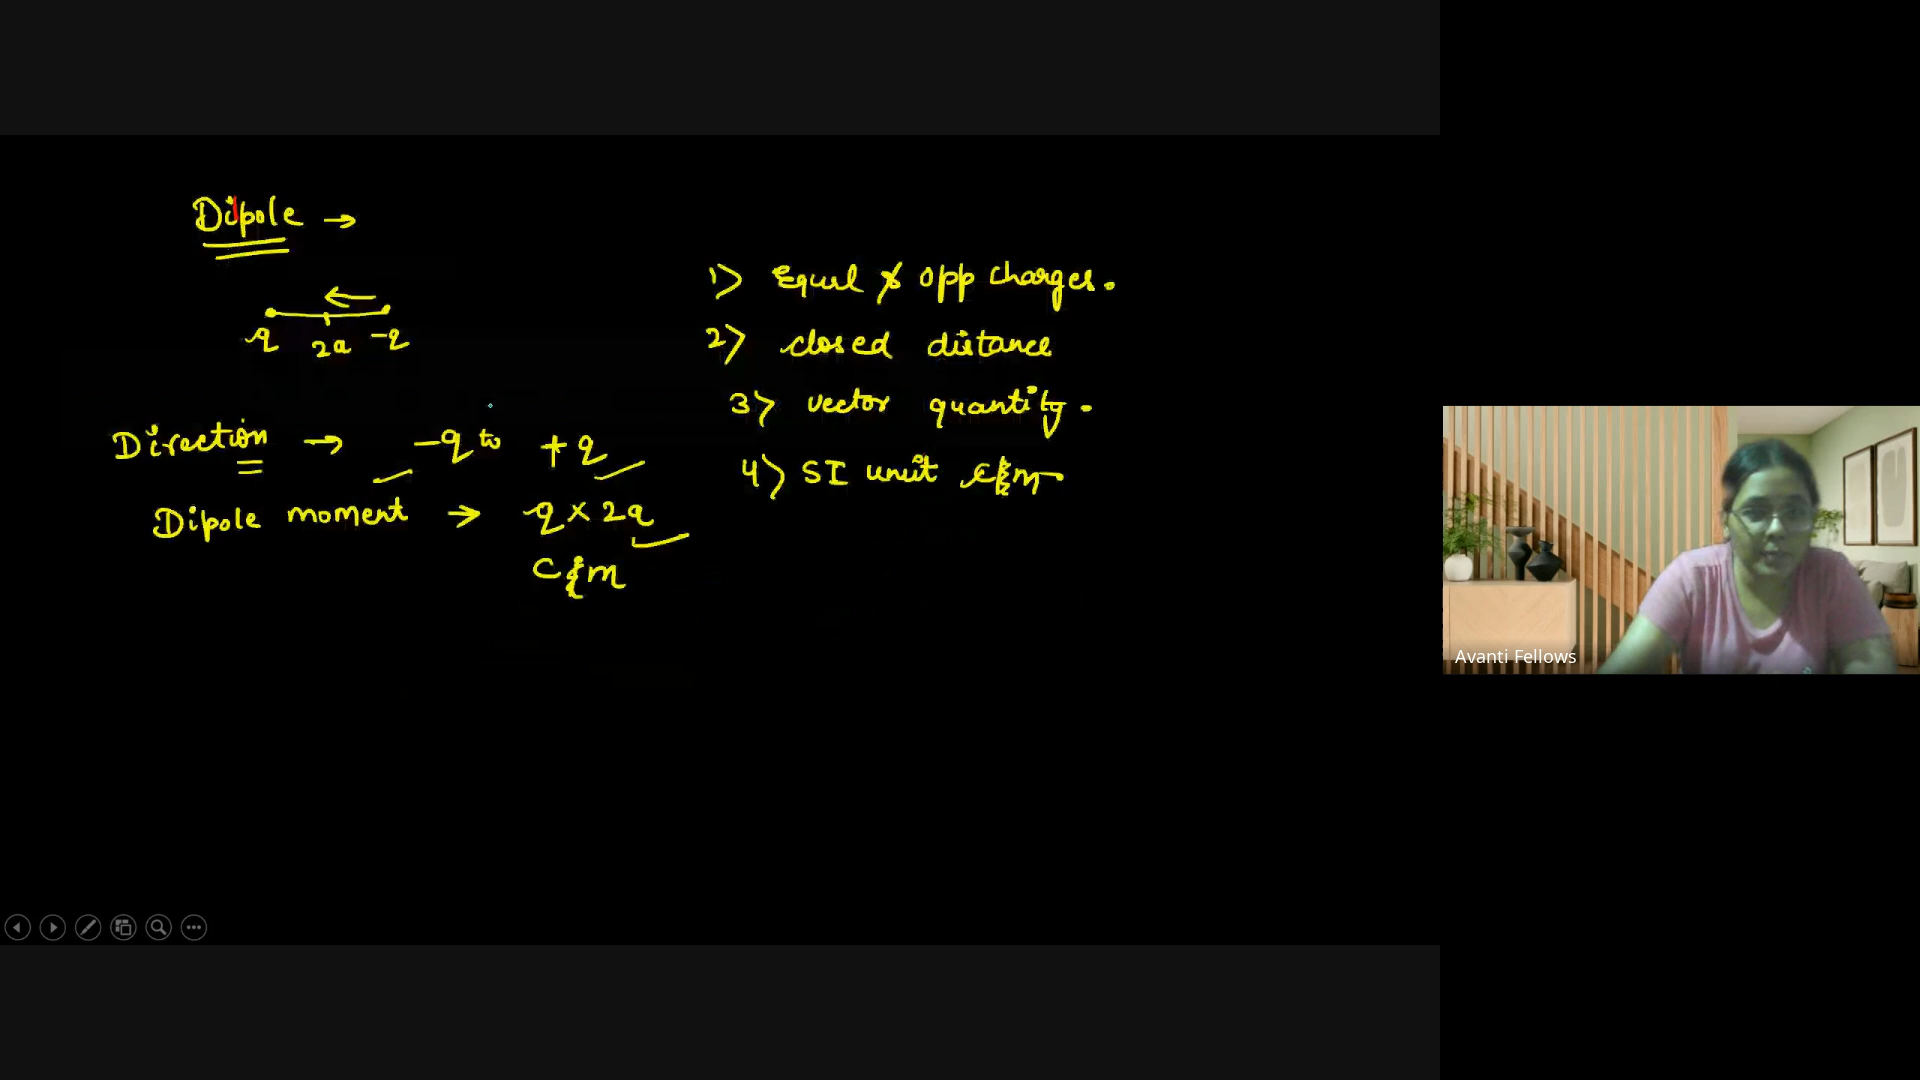 Dipole →
q 2a -q
Direction → -q to +q
Dipole moment → q × 2a
C & m
1) Equal & opp charges.
2) closed distance
3) vector quantity.
4) SI unit C & m
Avanti Fellows